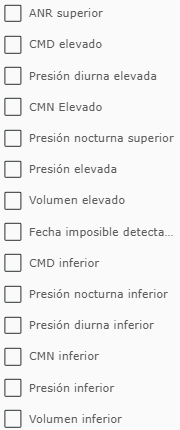 ANR superior
CMD elevado
Presión diurna elevada
CMN Elevado
Presión nocturna superior
Presión elevada
Volumen elevado
Fecha imposible detecta...
CMD inferior
Presión nocturna inferior
Presión diurna inferior
CMN inferior
Presión inferior
Volumen inferior